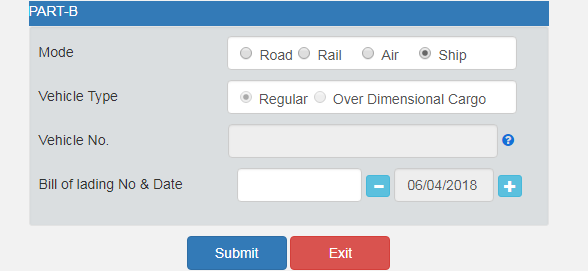 PART-B
Mode Road Rail Air Ship
Vehicle Type Regular Over Dimensional Cargo
Vehicle No. ?
Bill of lading No & Date − 06/04/2018 +
Submit Exit